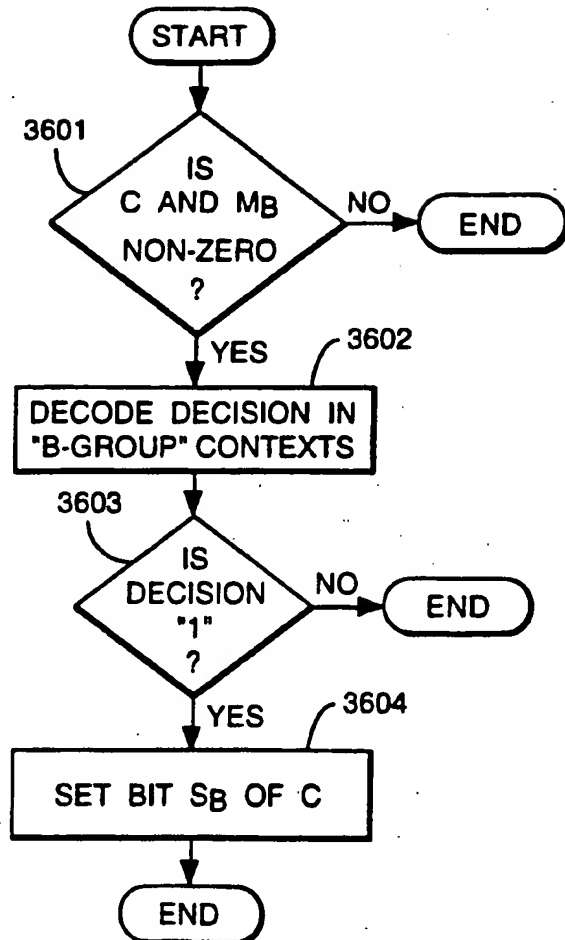 START
3601
IS
C AND MB
NON-ZERO
?
NO
END
YES
3602
DECODE DECISION IN
"B-GROUP" CONTEXTS
3603
IS
DECISION
"1"
?
NO
END
YES
3604
SET BIT SB OF C
END